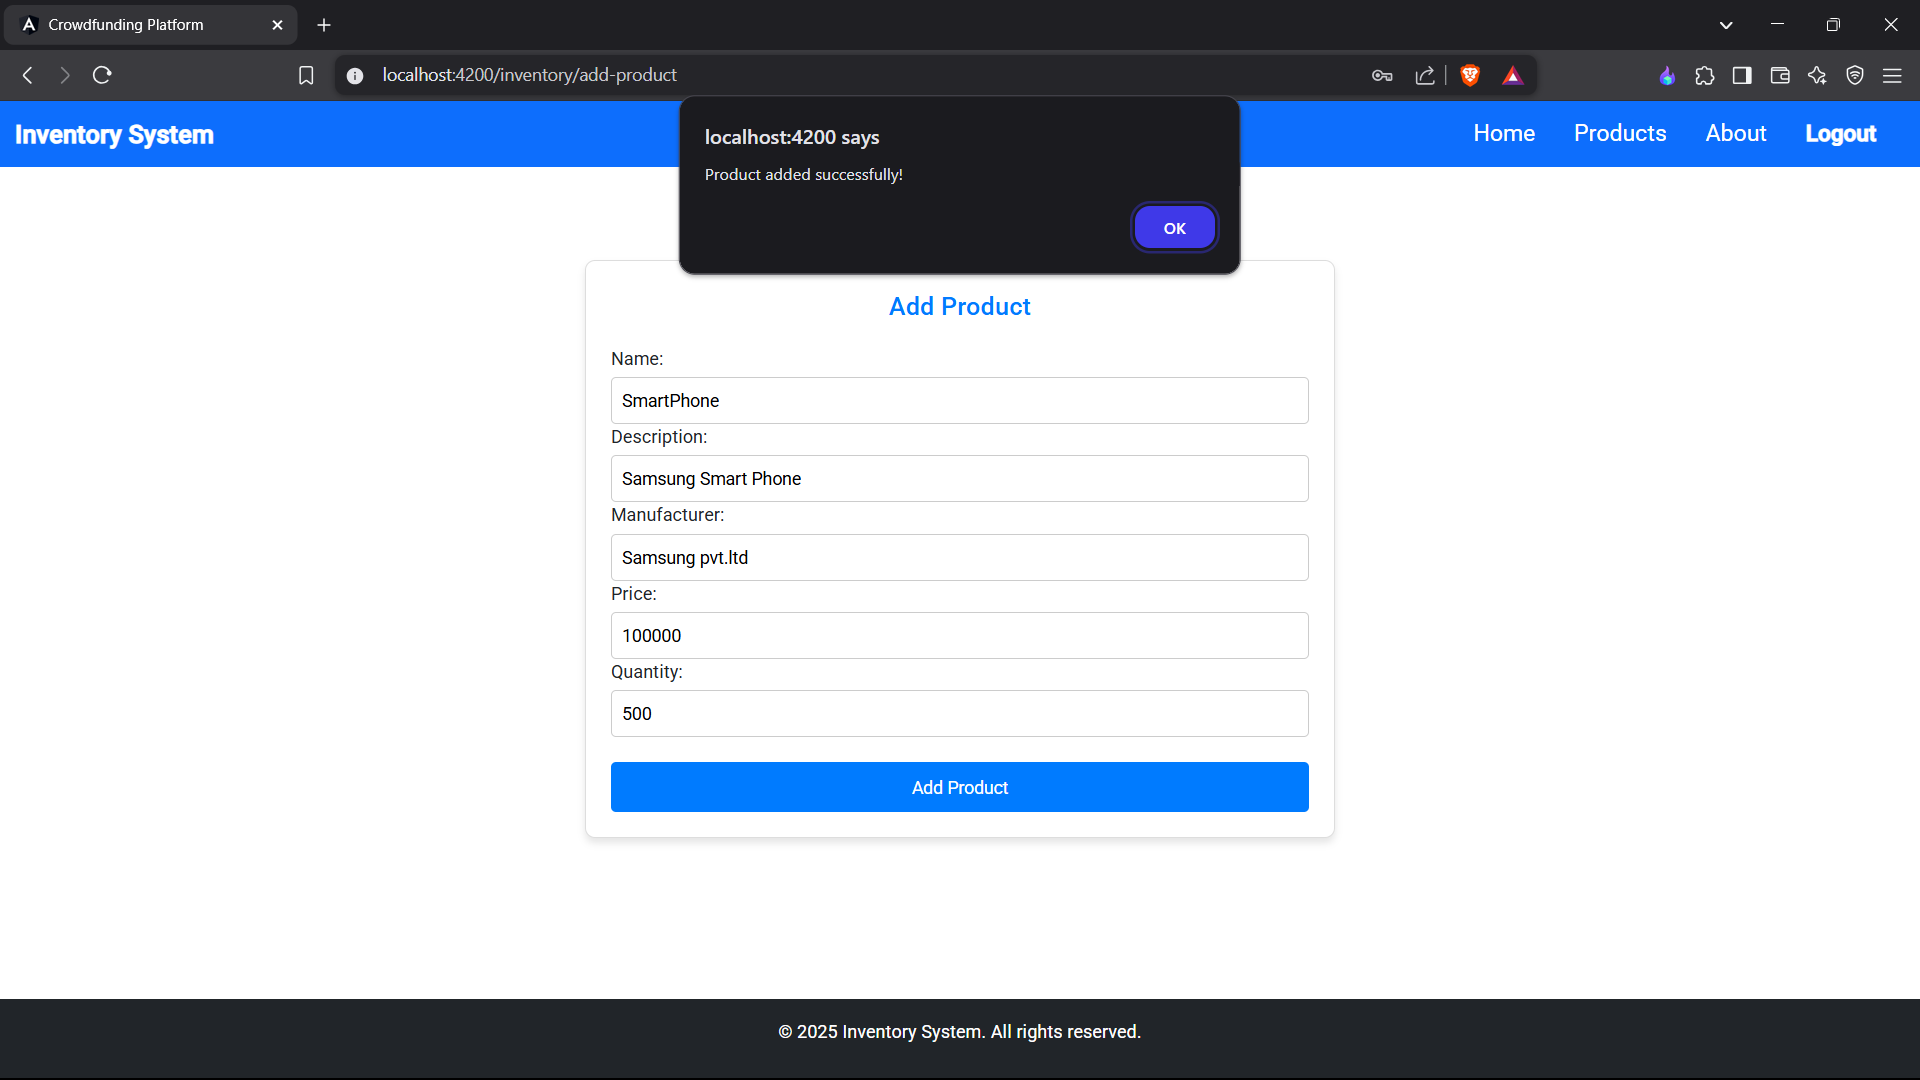 Crowdfunding Platform
localhost:4200/inventory/add-product
Inventory System
Home Products About Logout
localhost:4200 says
Product added successfully!
OK
Add Product
Name:
SmartPhone
Description:
Samsung Smart Phone
Manufacturer:
Samsung pvt.ltd
Price:
100000
Quantity:
500
Add Product
© 2025 Inventory System. All rights reserved.